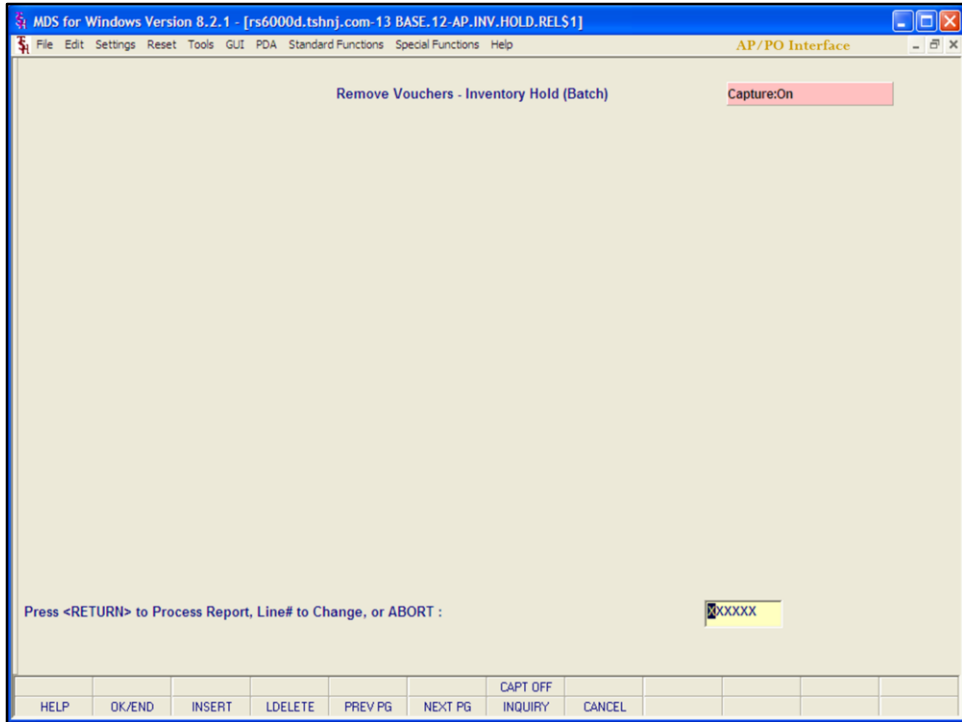 MDS for Windows Version 8.2.1 - [rs6000d.tshnj.com-13 BASE.12-AP.INV.HOLD.REL$1]
File Edit Settings Reset Tools GUI PDA Standard Functions Special Functions Help AP/PO Interface
Remove Vouchers - Inventory Hold (Batch) Capture:On
Press <RETURN> to Process Report, Line# to Change, or ABORT : XXXXXX
CAPT OFF
HELP OK/END INSERT LDELETE PREV PG NEXT PG INQUIRY CANCEL